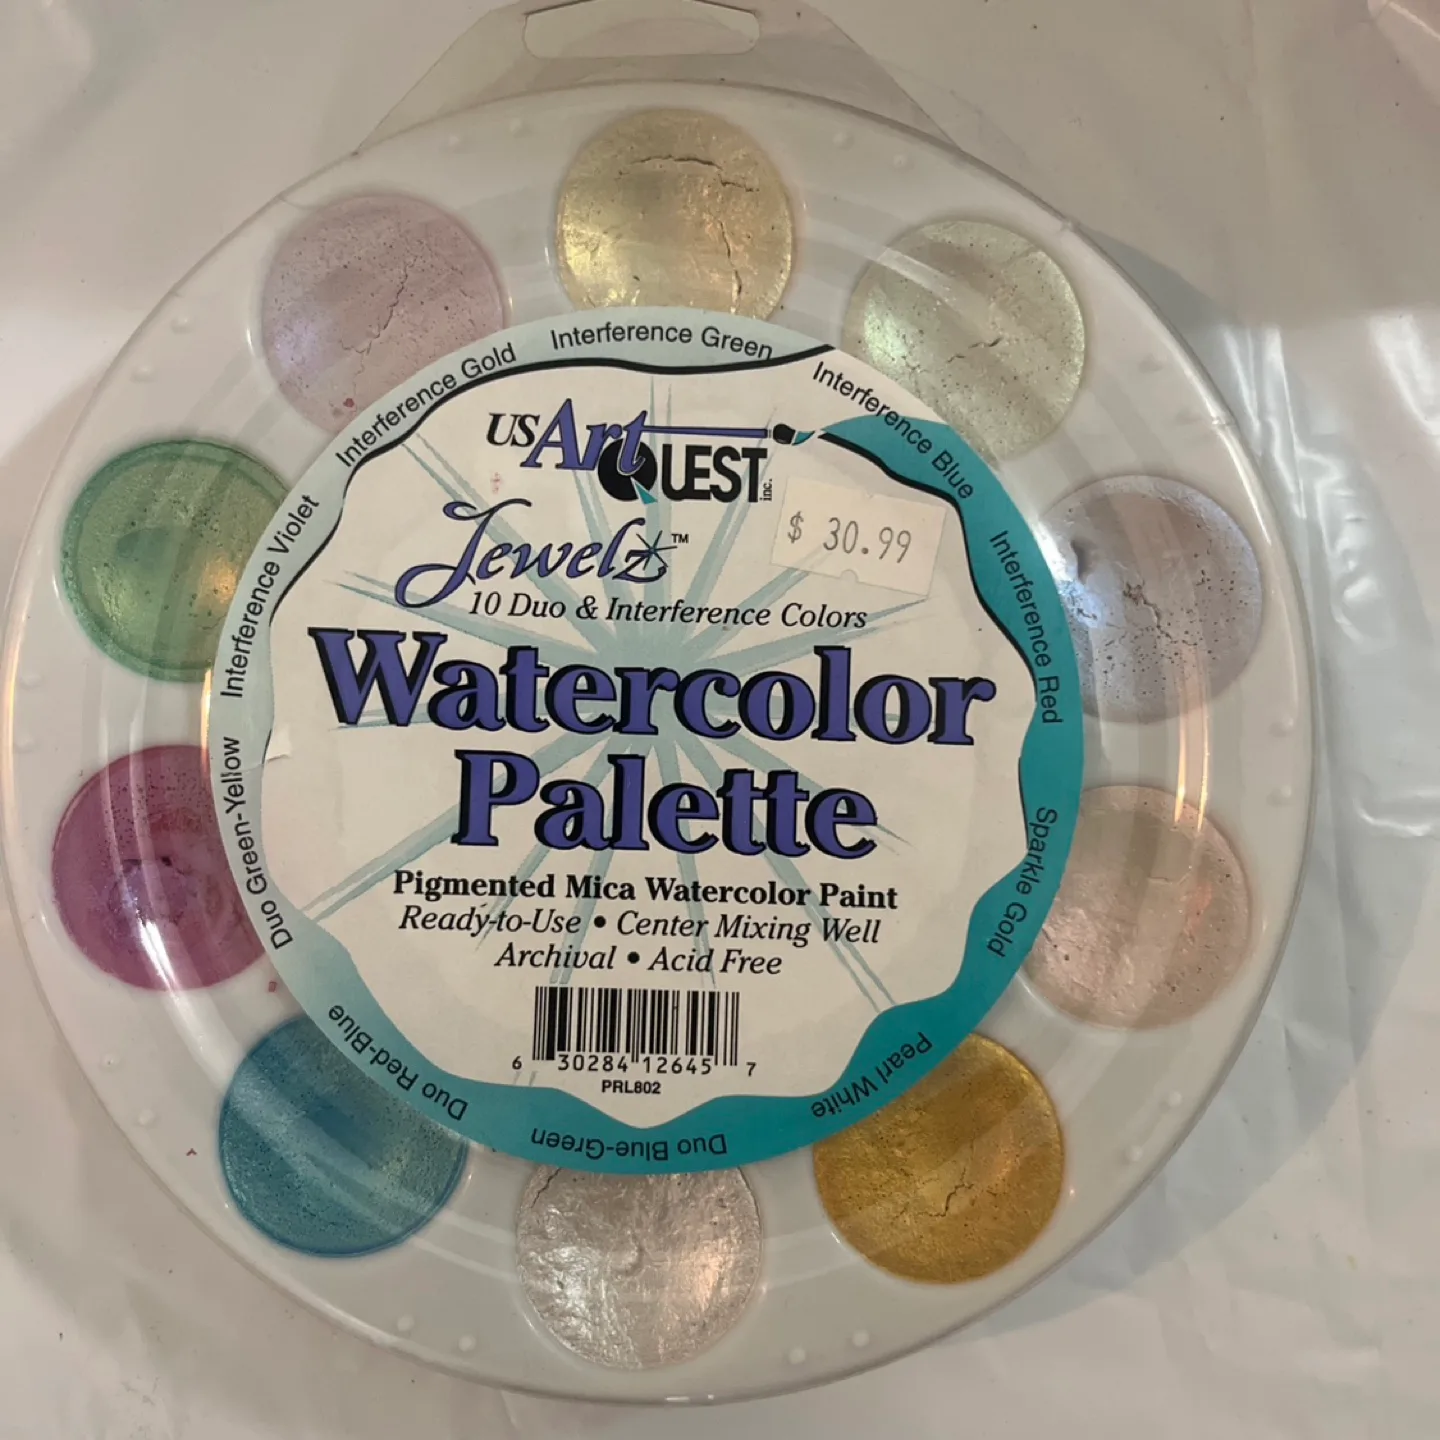 Interference Gold
Interference Green
Interference Blue
Interference Red
Sparkle Gold
Pearl White
Duo Blue-Green
Duo Red-Blue
Duo Green-Yellow
Interference Violet
US Art QUEST inc.
$ 30.99
Jewelz™
10 Duo & Interference Colors
Watercolor
Palette
Pigmented Mica Watercolor Paint
Ready-to-Use • Center Mixing Well
Archival • Acid Free
6 30284 12645 7
PRL802